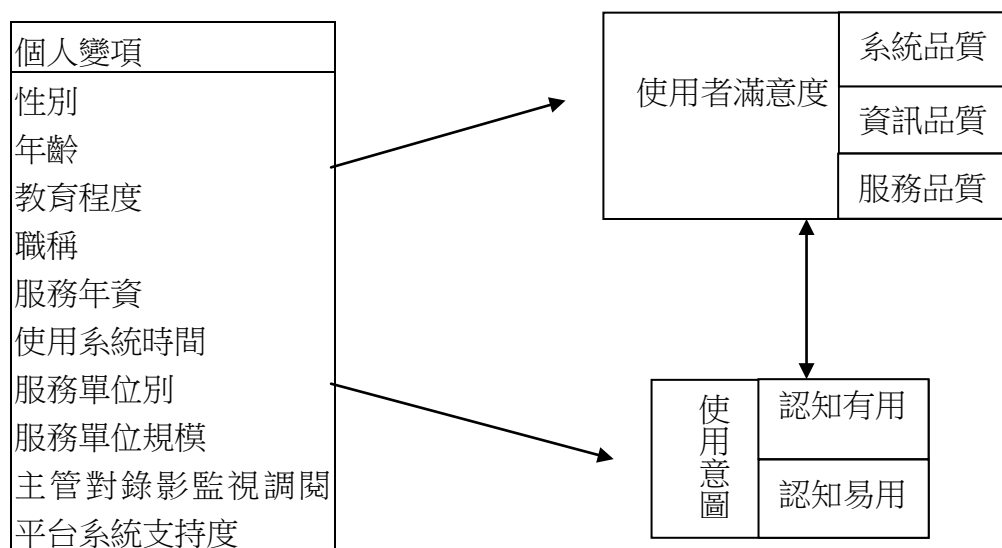 個人變項
性別
年齡
教育程度
職稱
服務年資
使用系統時間
服務單位別
服務單位規模
主管對錄影監視調閱
平台系統支持度
使用者滿意度
系統品質
資訊品質
服務品質
使用意圖
認知有用
認知易用